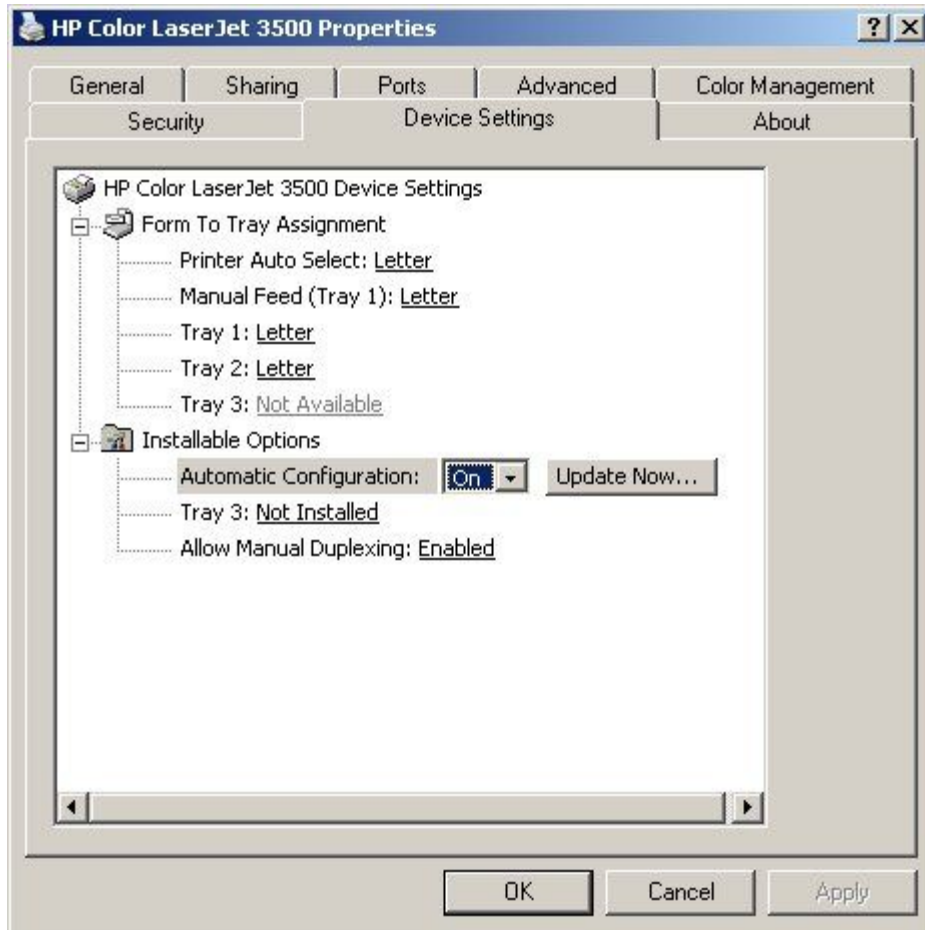 HP Color LaserJet 3500 Properties
General Sharing Ports Advanced Color Management
Security Device Settings About
HP Color LaserJet 3500 Device Settings
Form To Tray Assignment
Printer Auto Select: Letter
Manual Feed (Tray 1): Letter
Tray 1: Letter
Tray 2: Letter
Tray 3: Not Available
Installable Options
Automatic Configuration: On Update Now...
Tray 3: Not Installed
Allow Manual Duplexing: Enabled
OK Cancel Apply